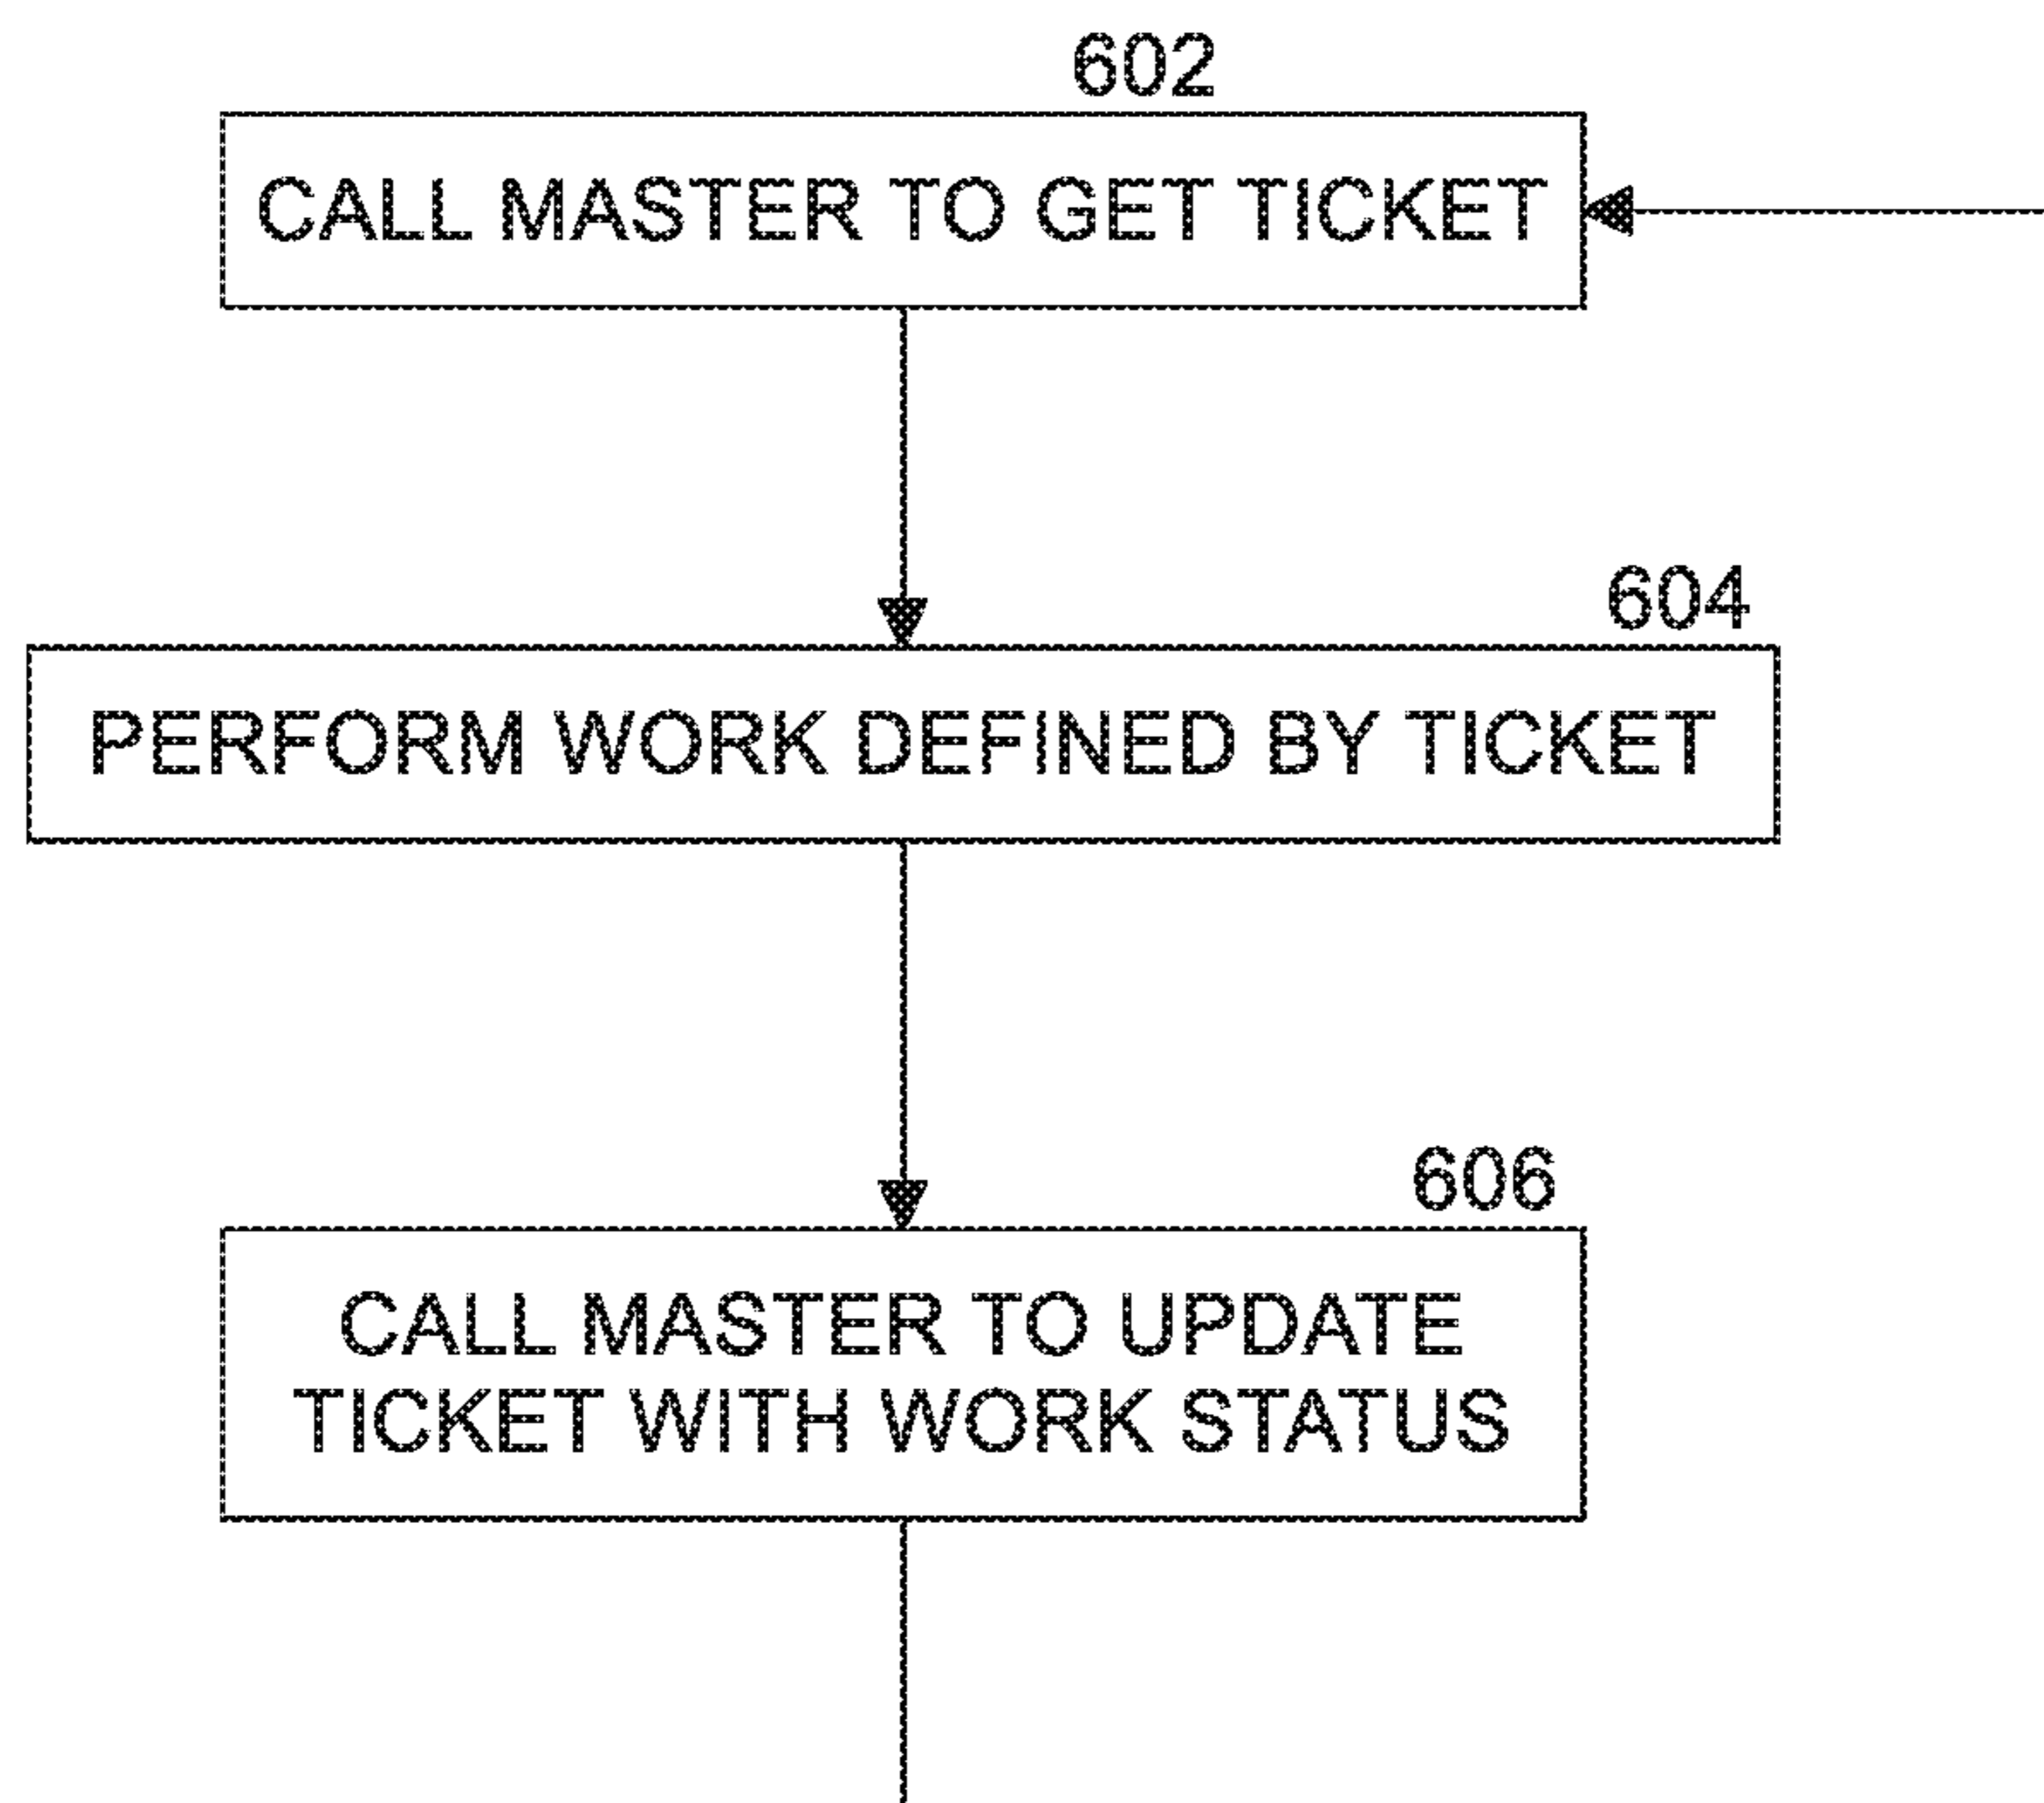 602
CALL MASTER TO GET TICKET
604
PERFORM WORK DEFINED BY TICKET
606
CALL MASTER TO UPDATE
TICKET WITH WORK STATUS